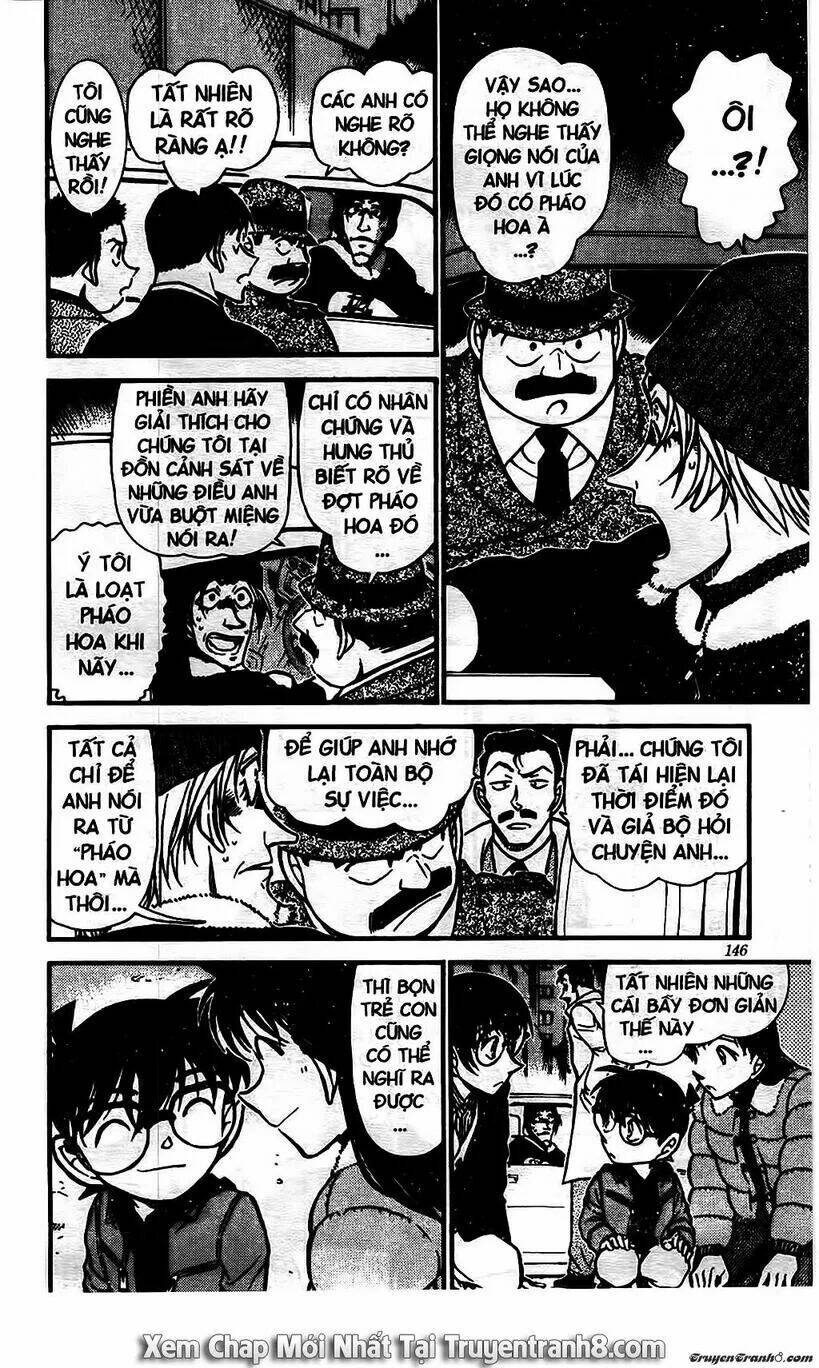 ÔI
...?!
VẬY SAO...
HỌ KHÔNG
THỂ NGHE THẤY
GIỌNG NÓI CỦA
ANH VÌ LÚC
ĐÓ CÓ PHÁO
HOA À
...?
CÁC ANH CÓ
NGHE RÕ
KHÔNG?
TẤT NHIÊN
LÀ RẤT RÕ
RÀNG Ạ!!
TÔI
CŨNG
NGHE
THẤY
RỒI!
CHỈ CÓ NHÂN
CHỨNG VÀ
HUNG THỦ
BIẾT RÕ VỀ
ĐỢT PHÁO
HOA ĐÓ
...
PHIỀN ANH HÃY
GIẢI THÍCH CHO
CHÚNG TÔI TẠI
ĐỒN CẢNH SÁT VỀ
NHỮNG ĐIỀU ANH
VỪA BUỘT MIỆNG
NÓI RA!
Ý TÔI
LÀ LOẠT
PHÁO
HOA KHI
NÃY...
PHẢI... CHÚNG TÔI
ĐÃ TÁI HIỆN LẠI
THỜI ĐIỂM ĐÓ
VÀ GIẢ BỘ HỎI
CHUYỆN ANH...
ĐỂ GIÚP ANH NHỚ
LẠI TOÀN BỘ
SỰ VIỆC...
TẤT CẢ
CHỈ ĐỂ
ANH NÓI
RA TỪ
“PHÁO
HOA” MÀ
THÔI...
146
TẤT NHIÊN NHỮNG
CÁI BẪY ĐƠN GIẢN
THẾ NÀY
...
THÌ BỌN
TRẺ CON
CŨNG
CÓ THỂ
NGHĨ RA
ĐƯỢC
...
Xem Chap Mới Nhất Tại Truyentranh8.com
TruyenTranh8.com